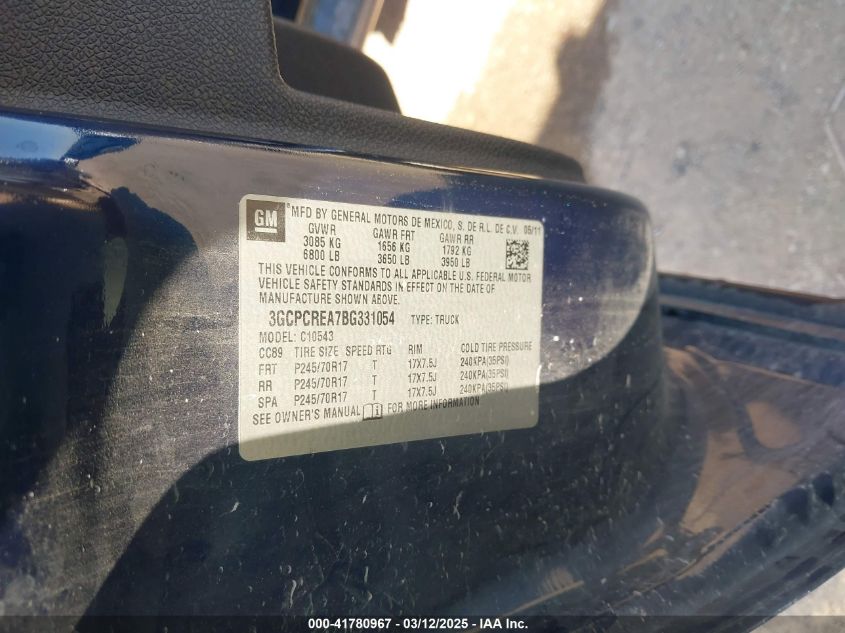 GM
®MFD BY GENERAL MOTORS DE MEXICO, S. DE R.L. DE C.V. 05/11
GVWR GAWR FRT GAWR RR
3085 KG 1656 KG 1792 KG
6800 LB 3650 LB 3950 LB
THIS VEHICLE CONFORMS TO ALL APPLICABLE U.S. FEDERAL MOTOR
VEHICLE SAFETY STANDARDS IN EFFECT ON THE DATE OF
MANUFACTURE SHOWN ABOVE.
3GCPCREA7BG331054 TYPE: TRUCK
MODEL: C10543
CC89 TIRE SIZE SPEED RTG RIM COLD TIRE PRESSURE
FRT P245/70R17 T 17X7.5J 240KPA(35PSI)
RR P245/70R17 T 17X7.5J 240KPA(35PSI)
SPA P245/70R17 T 17X7.5J 240KPA(35PSI)
SEE OWNER'S MANUAL FOR MORE INFORMATION
000-41780967 - 03/12/2025 - IAA Inc.